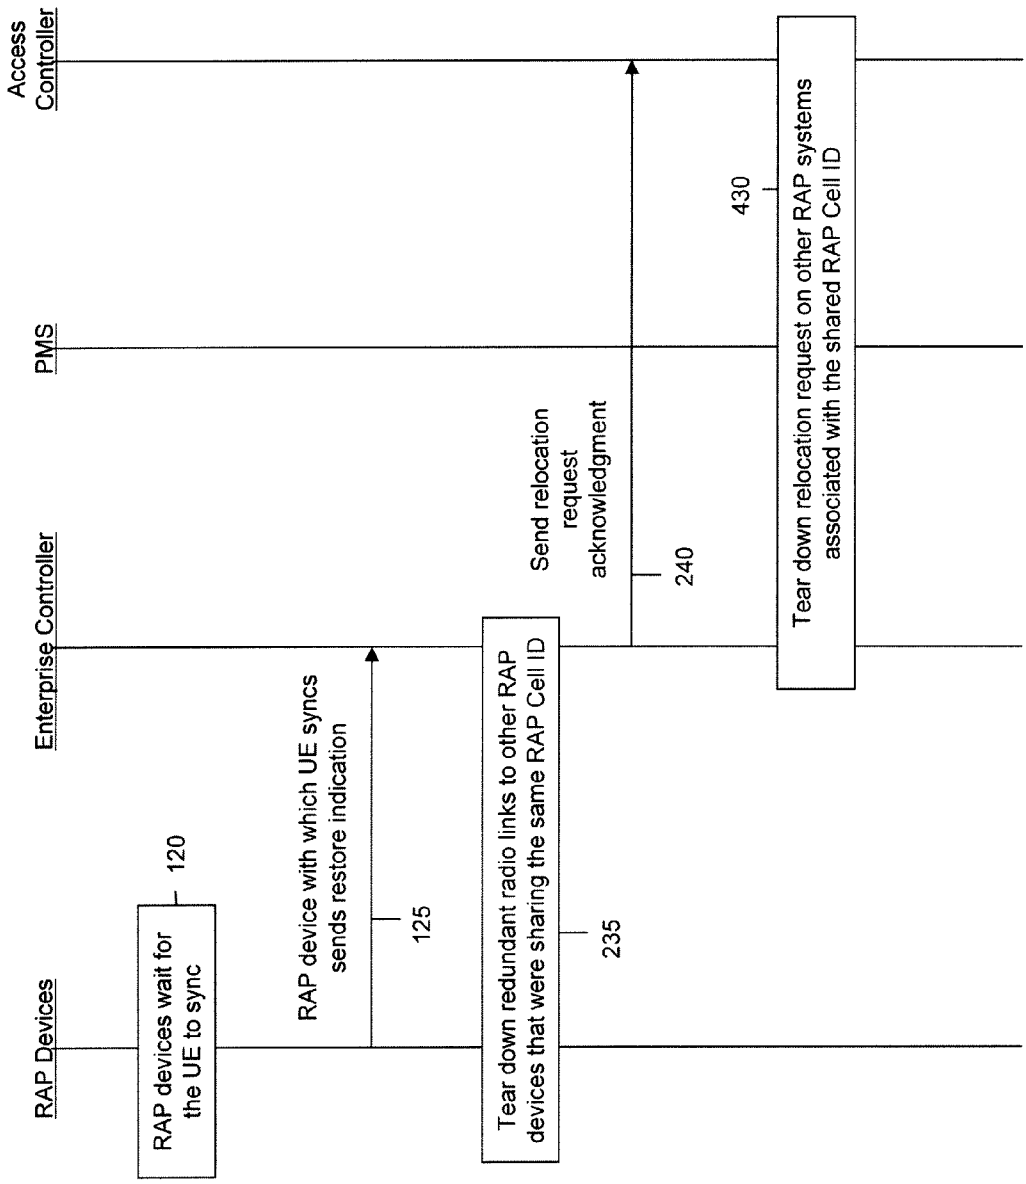 RAP Devices
Enterprise Controller
PMS
Access
Controller
RAP devices wait for
the UE to sync
120
RAP device with which UE syncs
sends restore indication
125
Tear down redundant radio links to other RAP
devices that were sharing the same RAP Cell ID
235
Send relocation
request
acknowledgment
240
430
Tear down relocation request on other RAP systems
associated with the shared RAP Cell ID